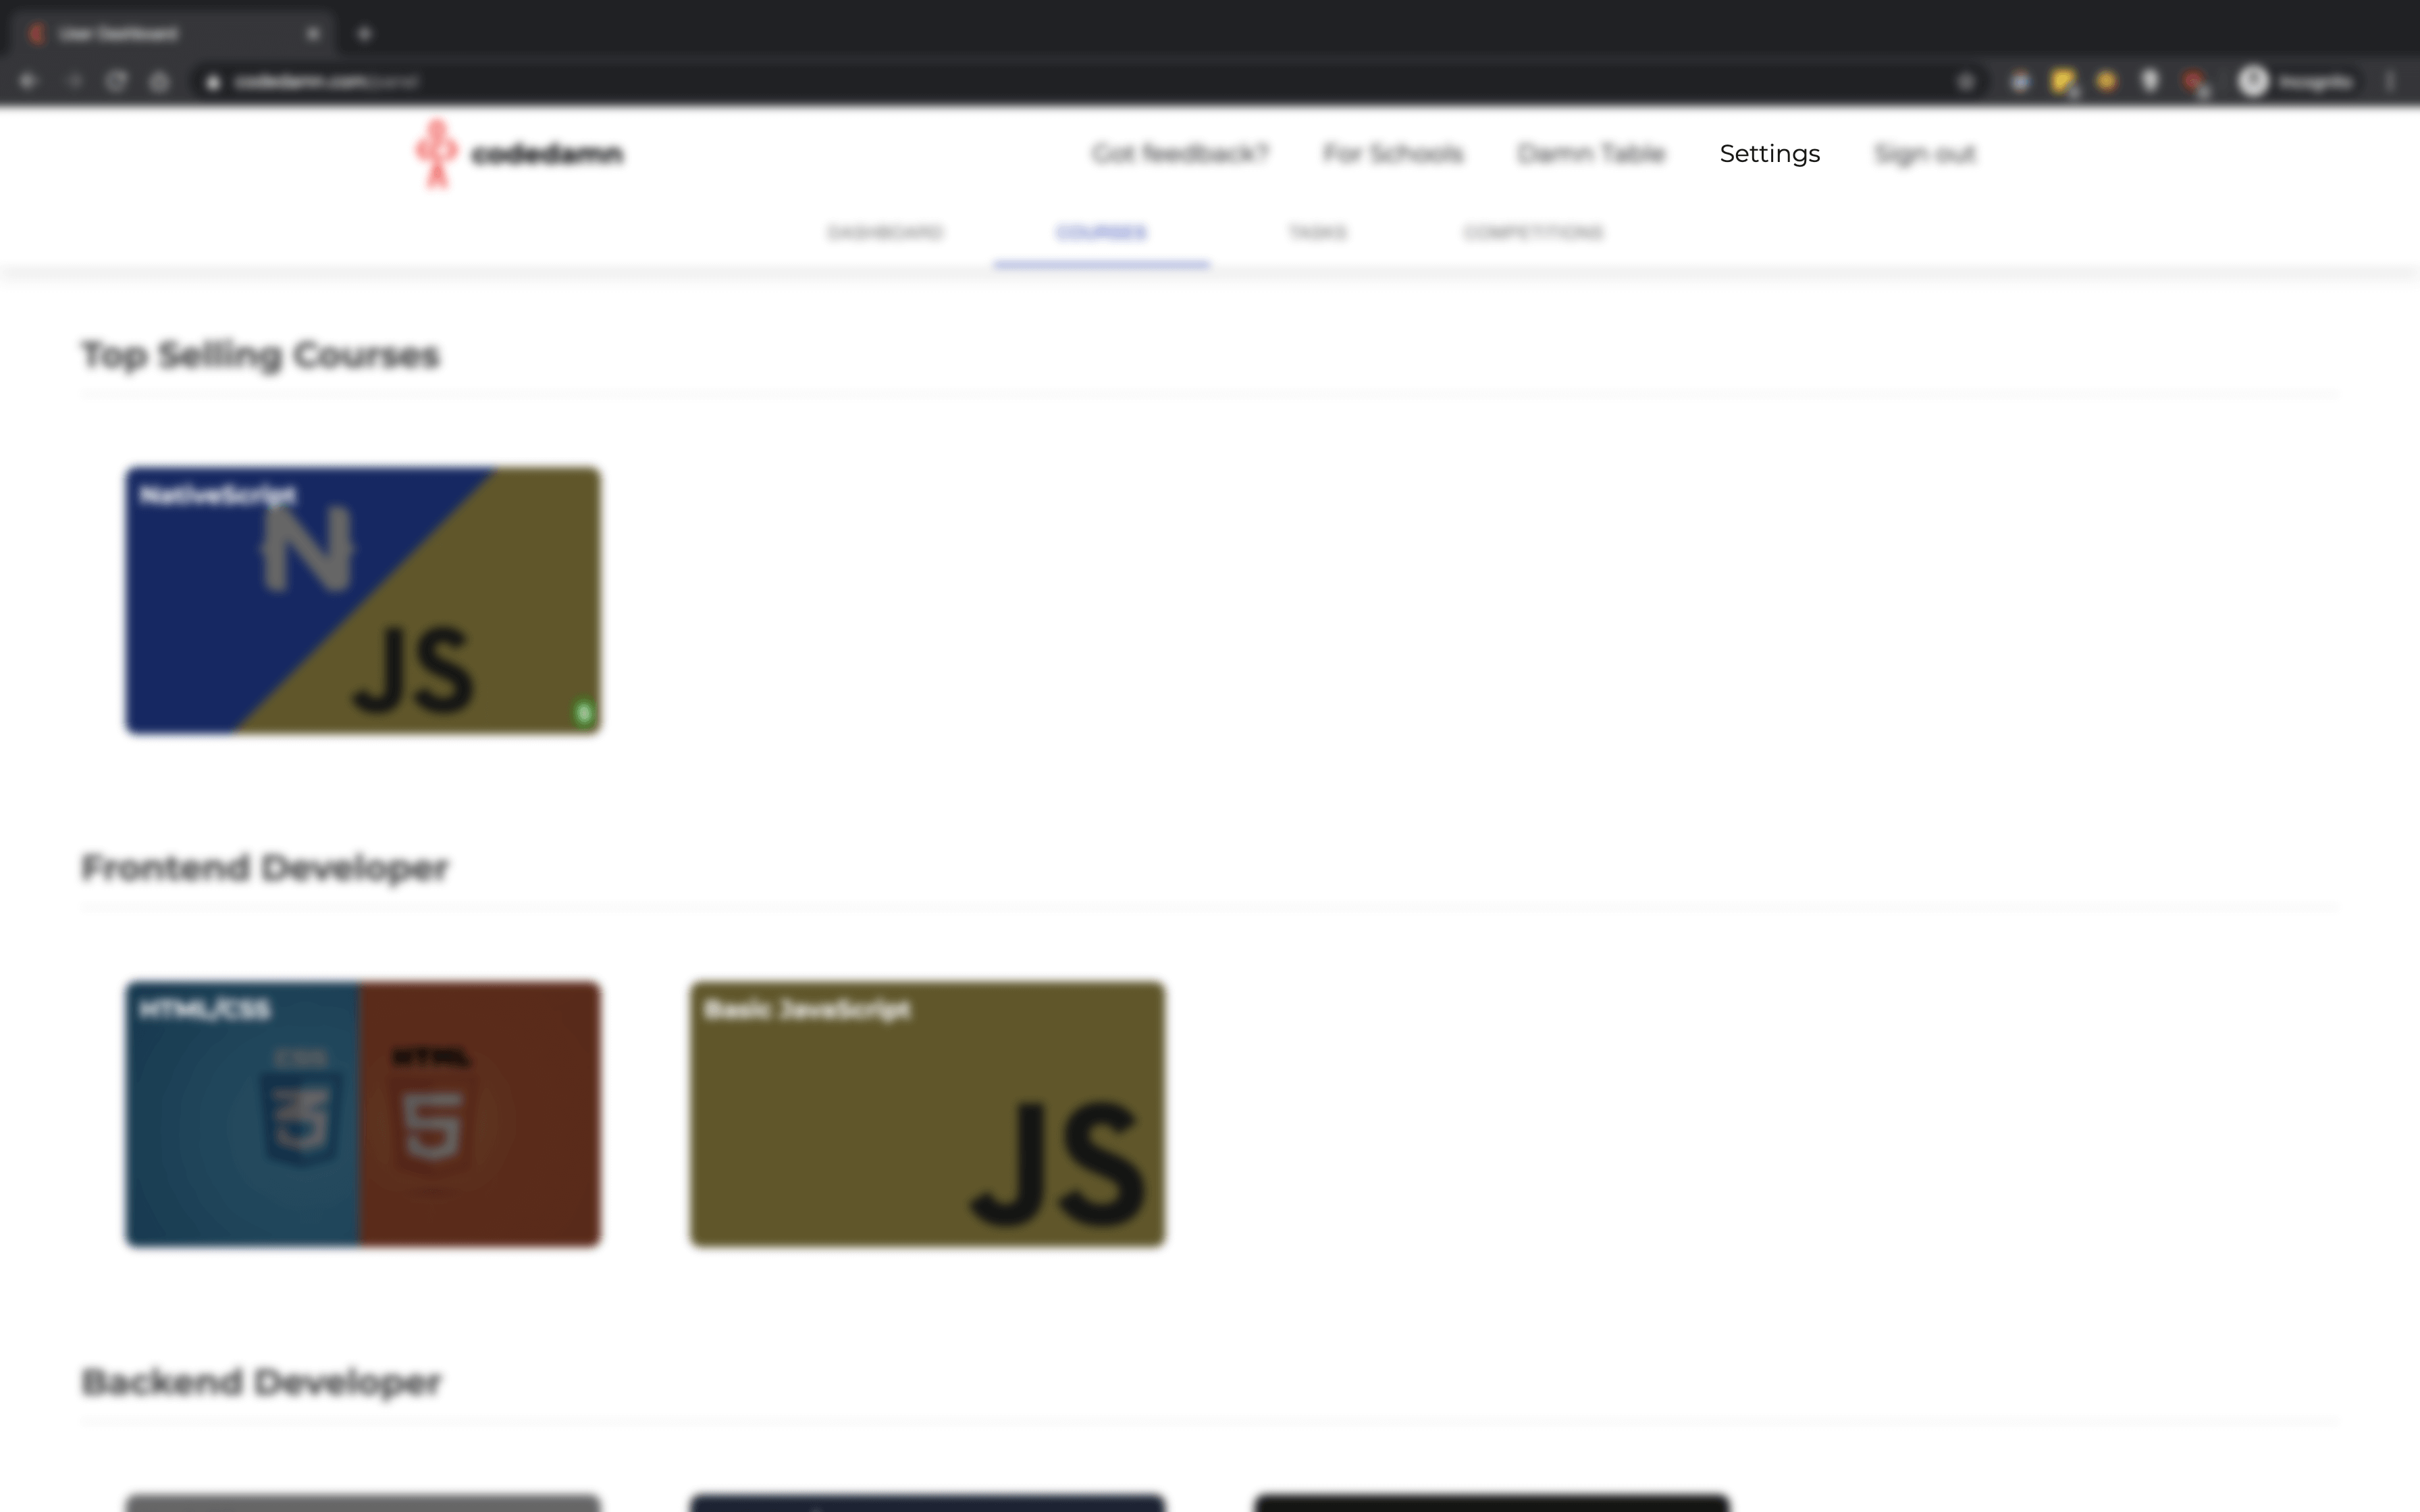 User Dashboard
codedamn.com/panel
Incognito
codedamn
Got feedback? For Schools Damn Table Settings Sign out
DASHBOARD COURSES TASKS COMPETITIONS
Top Selling Courses
NativeScript
N
JS
$
Frontend Developer
HTML/CSS
CSS
3
HTML
5
Basic JavaScript
JS
Backend Developer